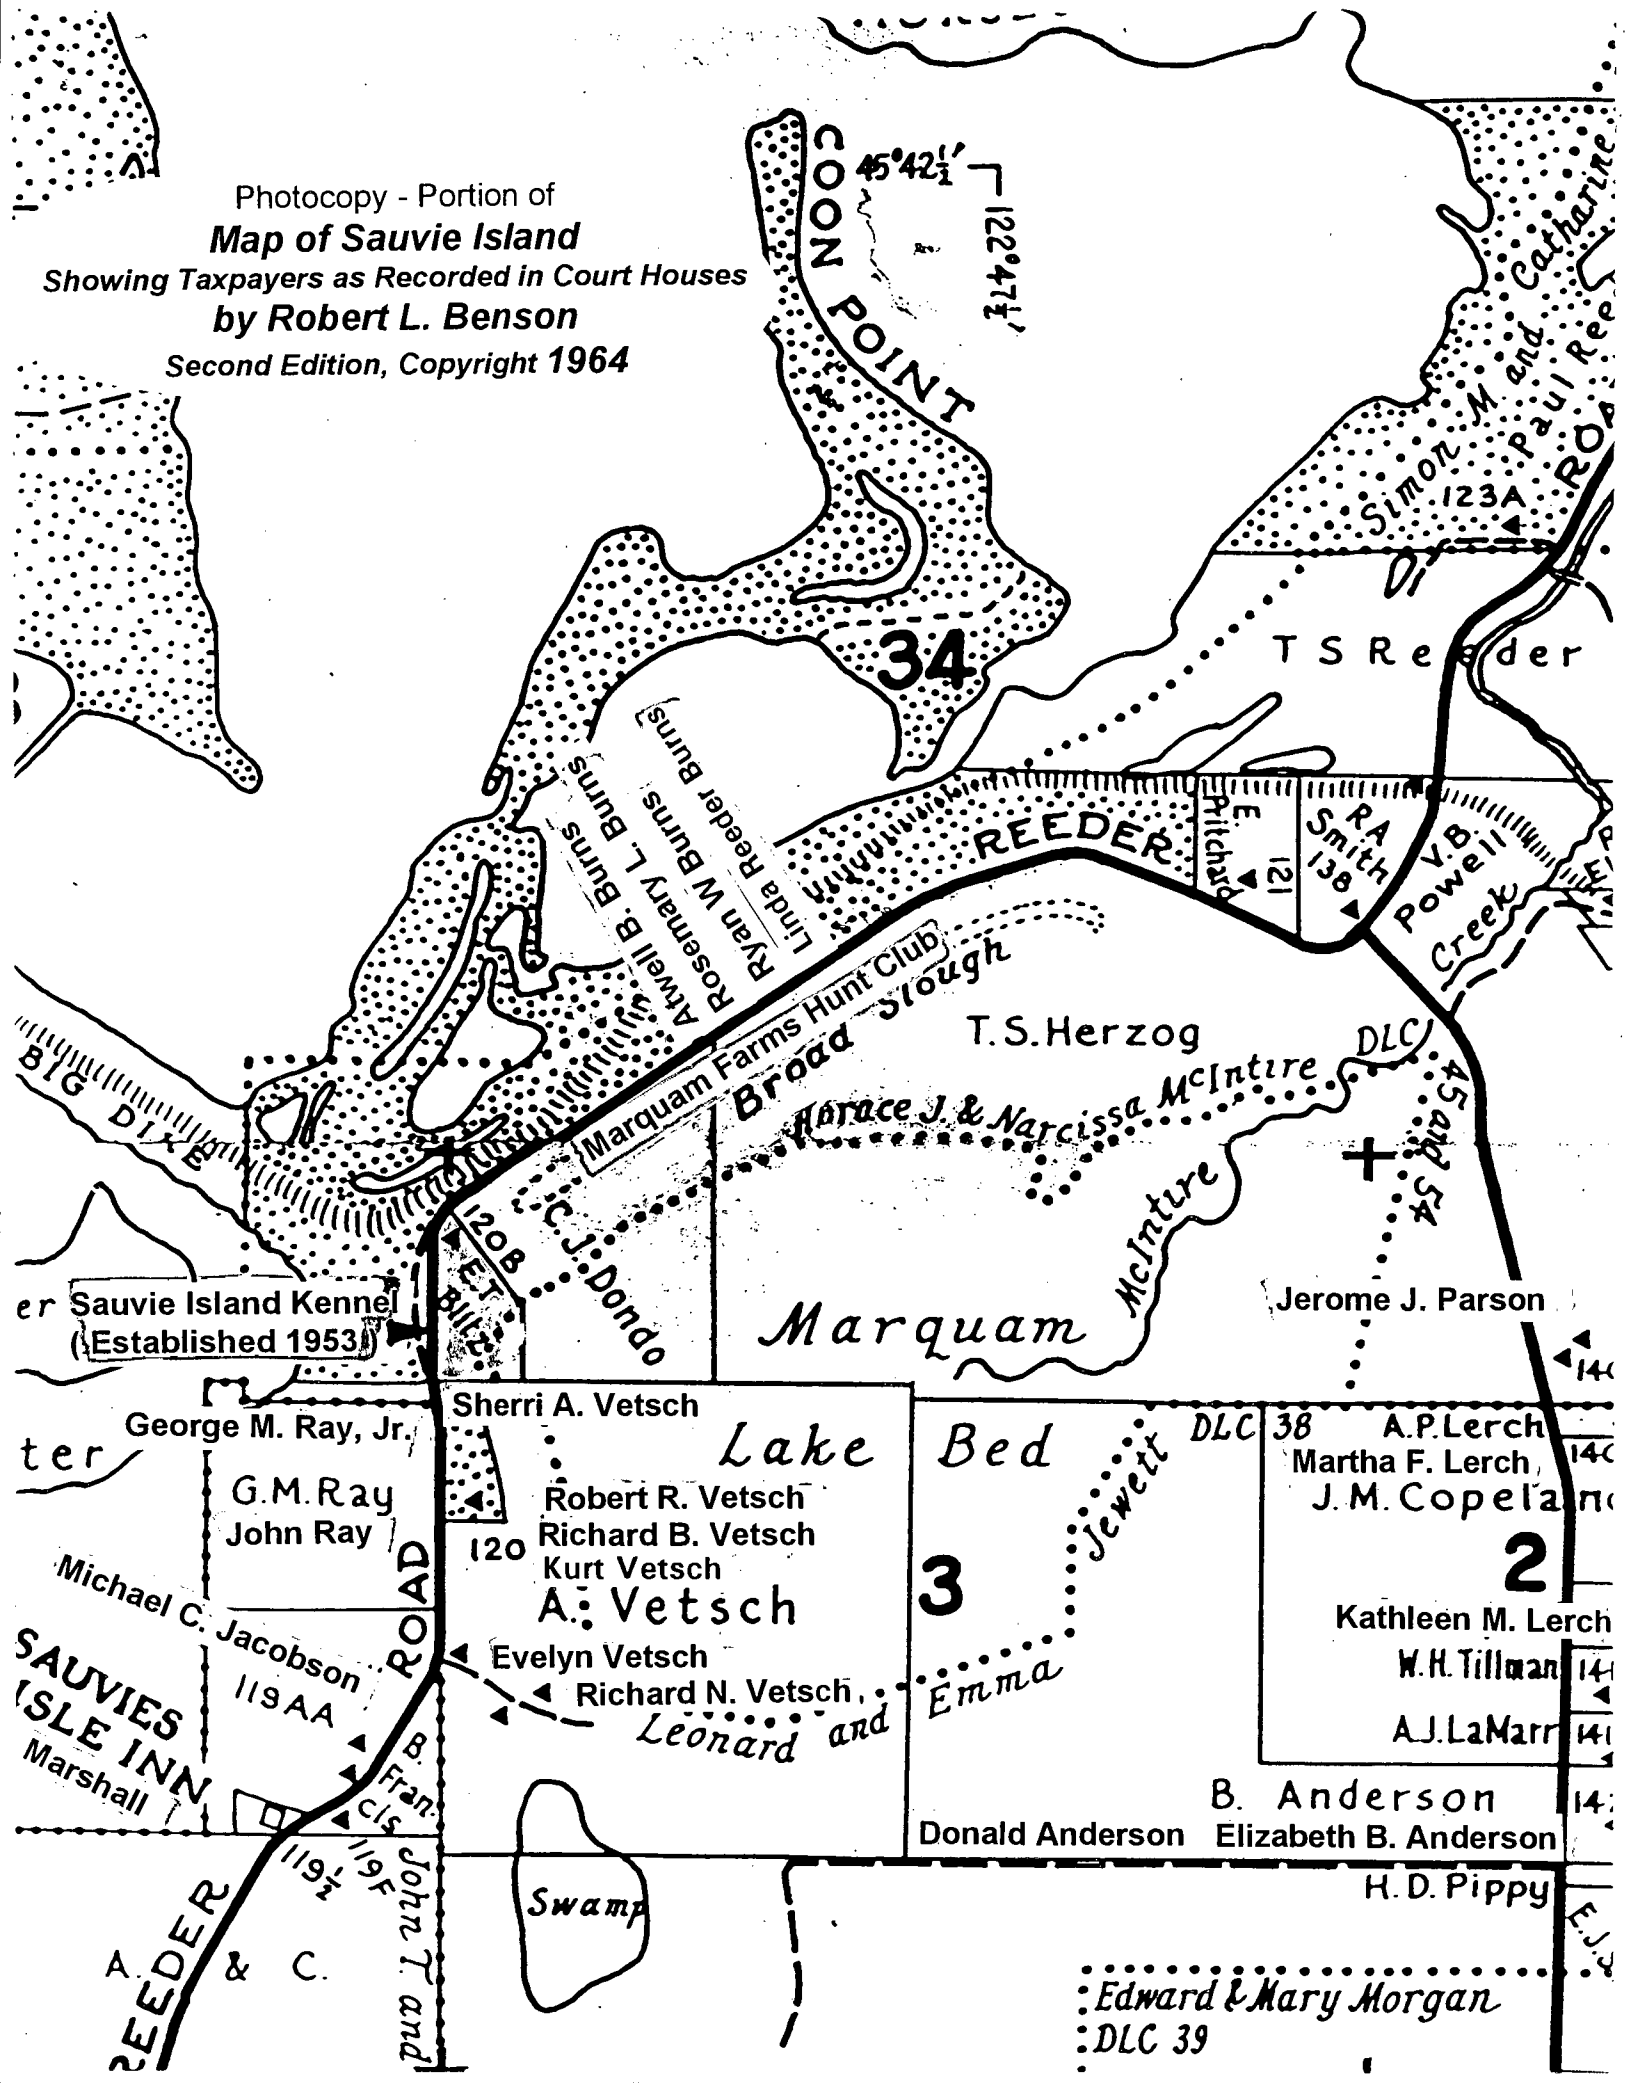 Photocopy - Portion of
Map of Sauvie Island
Showing Taxpayers as Recorded in Court Houses
by Robert L. Benson
Second Edition, Copyright 1964
COON POINT
45°42½'
122°47½'
Simon M and Catharine
Paul Ree
ROA
123A
34
T S Reeder
Atwell B. Burns
Rosemary L. Burns
Ryan W Burns
Linda Reeder Burns
(Burns)
REEDER
E. Pritchard
121
RA Smith
138
V.B. Powell
Creek
Marquam Farms Hunt Club
Broad Slough
T.S.Herzog
Horace J. & Narcissa McIntire DLC
45 and 54
BIG DIKE
120B
E.T. Biltz
C.J. Dondo
McIntire
Marquam
Jerome J. Parson
er
Sauvie Island Kennel
(Established 1953)
Sherri A. Vetsch
George M. Ray, Jr.
ter
Lake Bed
DLC 38
A.P.Lerch
Martha F. Lerch
J.M.Copeland
G.M.Ray
John Ray
Robert R. Vetsch
120
Richard B. Vetsch
Kurt Vetsch
A. Vetsch
Jewett
3
2
Kathleen M. Lerch
W.H.Tillman
A.J.LaMarr
Michael C. Jacobson
119AA
ROAD
Evelyn Vetsch
Richard N. Vetsch
Leonard and Emma
SAUVIES
ISLE INN
Marshall
B. Francis
119½
119F
B. Anderson
Donald Anderson
Elizabeth B. Anderson
H.D.Pippy
E.J.
Swamp
John T. and
A. & C.
REEDER
Edward & Mary Morgan
DLC 39